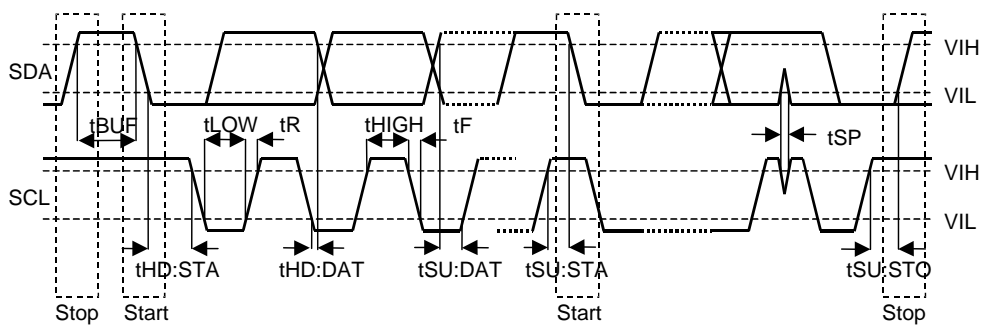 VIH
SDA
VIL
tBUF tLOW tR tHIGH tF tSP
VIH
SCL
VIL
tHD:STA tHD:DAT tSU:DAT tSU:STA tSU:STO
Stop Start Start Stop